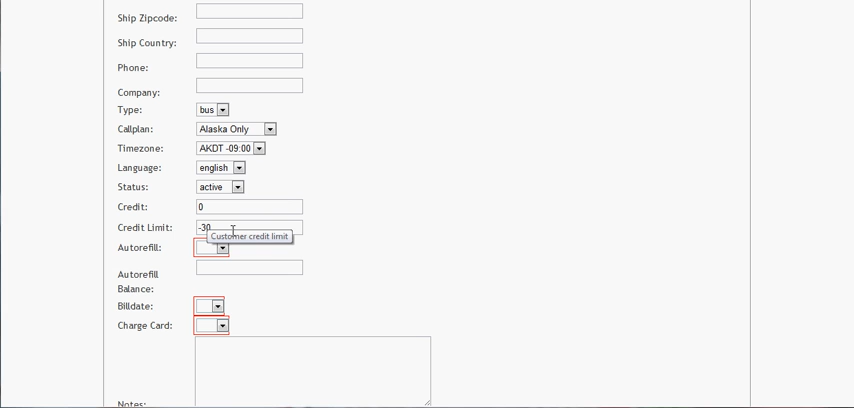 Ship Zipcode:
Ship Country:
Phone:
Company:
Type: bus
Callplan: Alaska Only
Timezone: AKDT -09:00
Language: english
Status: active
Credit: 0
Credit Limit: -30
Customer credit limit
Autorefill:
Autorefill
Balance:
Billdate:
Charge Card:
Notes: